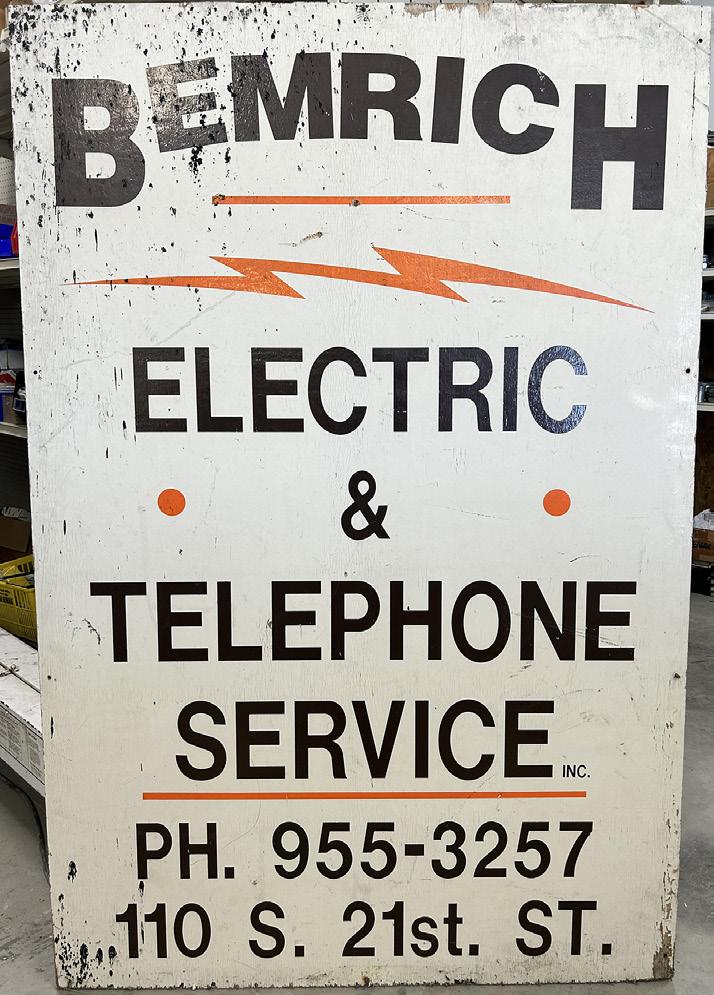 BEMRICH
ELECTRIC
&
TELEPHONE
SERVICE INC.
PH. 955-3257
110 S. 21st. ST.